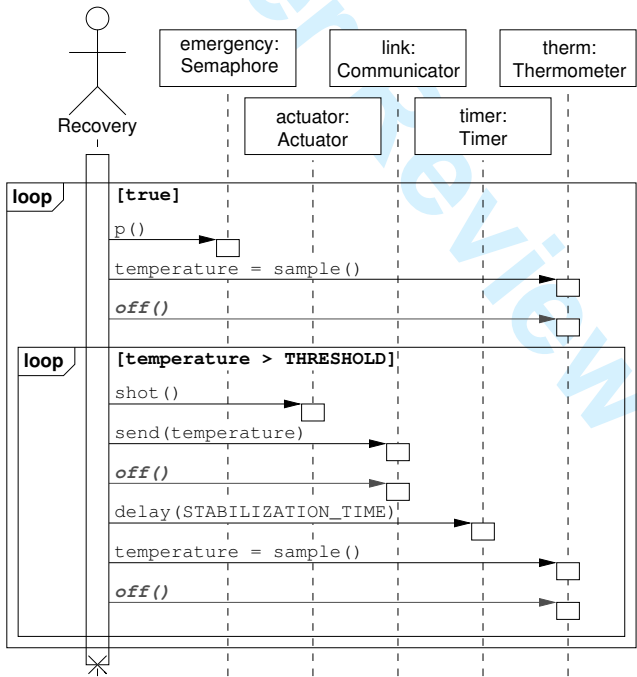 emergency:
Semaphore
link:
Communicator
therm:
Thermometer
Recovery
actuator:
Actuator
timer:
Timer
loop [true]
p()
temperature = sample()
off()
loop [temperature > THRESHOLD]
shot()
send(temperature)
off()
delay(STABILIZATION_TIME)
temperature = sample()
off()
Review